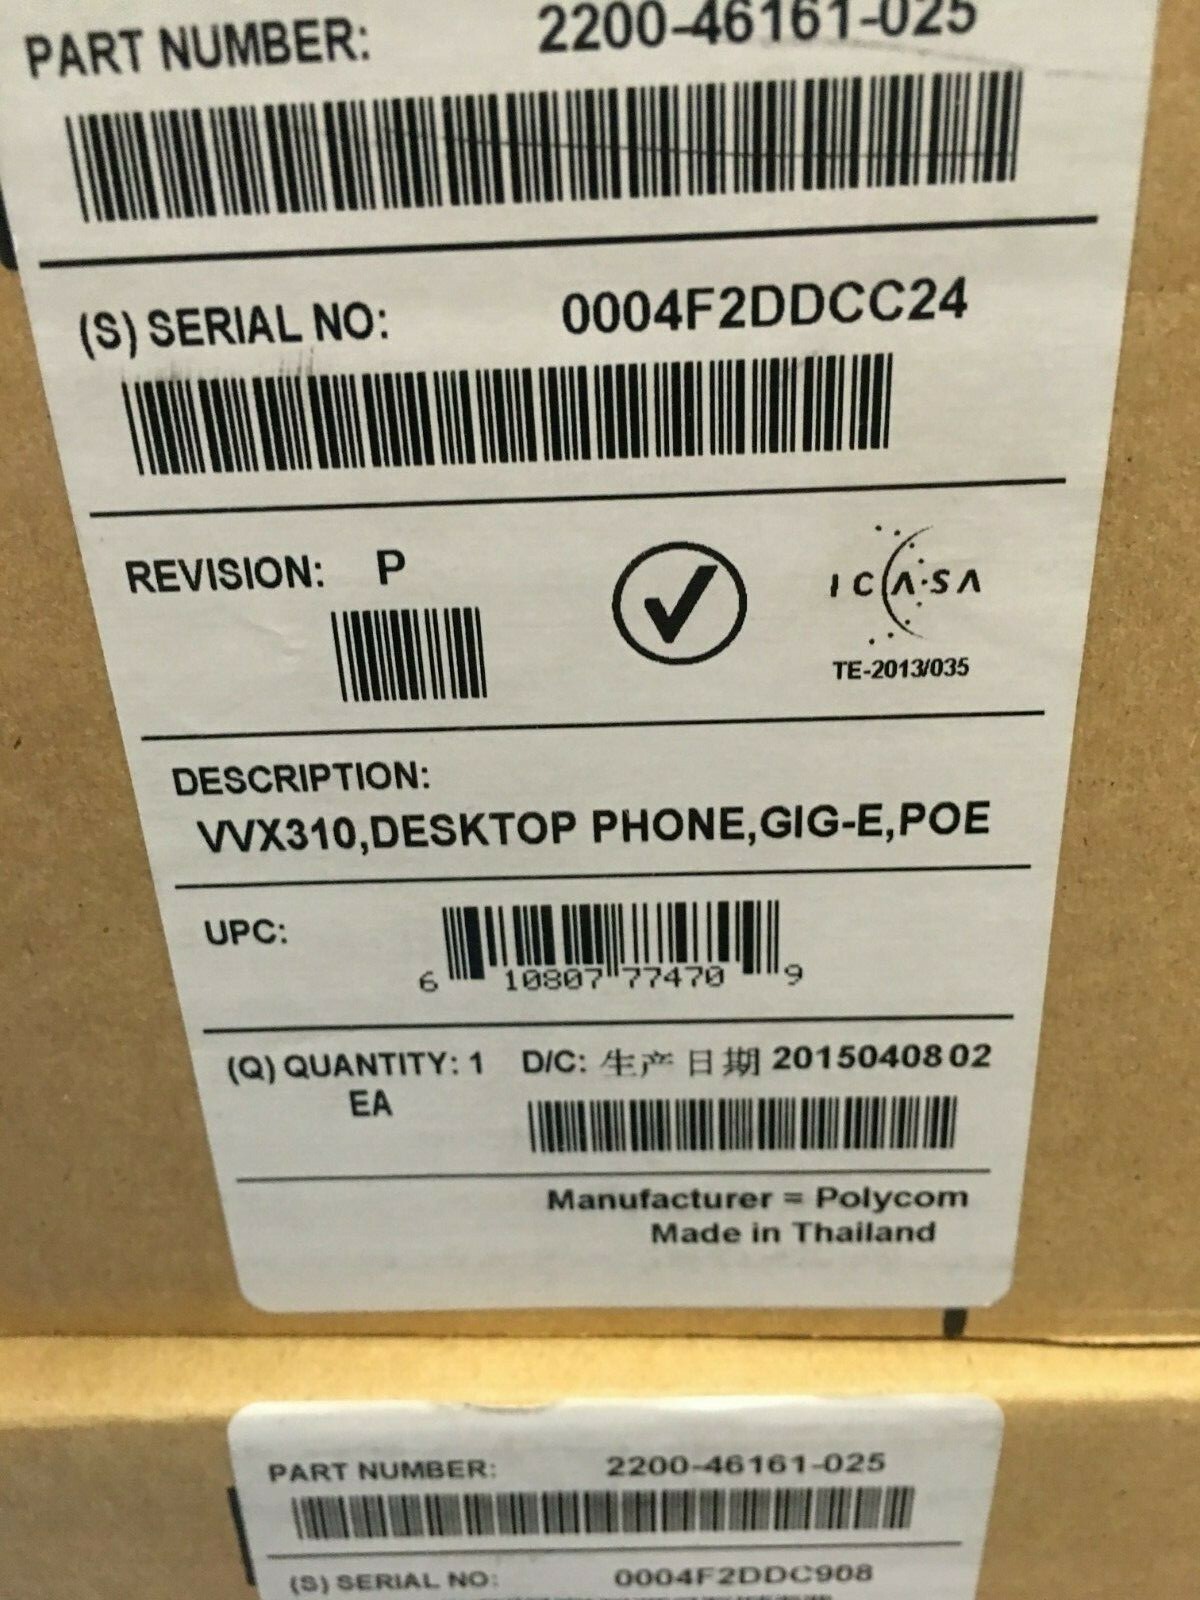 PART NUMBER: 2200-46161-025
(S) SERIAL NO: 0004F2DDCC24
REVISION: P
ICASA
TE-2013/035
DESCRIPTION:
VVX310,DESKTOP PHONE,GIG-E,POE
UPC:
6 10807 77470 9
(Q) QUANTITY: 1 D/C: 生产日期 2015040802
EA
Manufacturer = Polycom
Made in Thailand
PART NUMBER: 2200-46161-025
(S) SERIAL NO: 0004F2DDC908